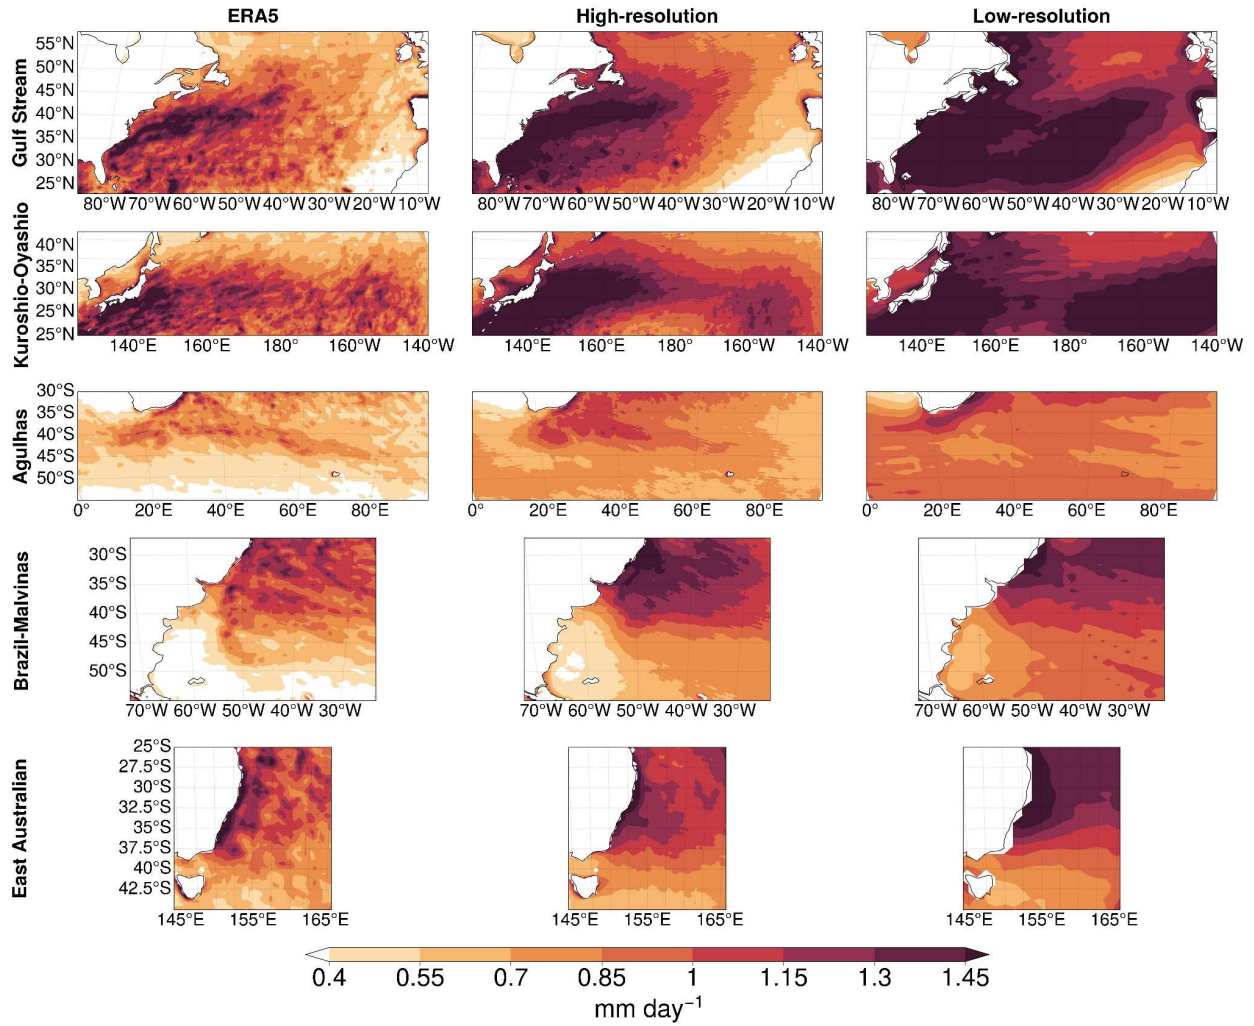 ERA5 High-resolution Low-resolution
Gulf Stream
55°N
50°N
45°N
40°N
35°N
30°N
25°N
80°W 70°W 60°W 50°W 40°W 30°W 20°W 10°W
80°W 70°W 60°W 50°W 40°W 30°W 20°W 10°W
80°W 70°W 60°W 50°W 40°W 30°W 20°W 10°W
Kuroshio-Oyashio
40°N
35°N
30°N
25°N
25°N
140°E 160°E 180° 160°W 140°W
140°E 160°E 180° 160°W 140°W
140°E 160°E 180° 160°W 140°W
Agulhas
30°S
35°S
40°S
50°S
0° 20°E 40°E 60°E 80°E
0° 20°E 40°E 60°E 80°E
0° 20°E 40°E 60°E 80°E
Brazil-Malvinas
30°S
35°S
40°S
45°S
50°S
70°W 60°W 50°W 40°W 30°W
70°W 60°W 50°W 40°W 30°W
70°W 60°W 50°W 40°W 30°W
East Australian
25°S
27.5°S
30°S
32.5°S
35°S
37.5°S
40°S
42.5°S
145°E 155°E 165°E
145°E 155°E 165°E
145°E 155°E 165°E
0.4 0.55 0.7 0.85 1 1.15 1.3 1.45
mm day⁻¹